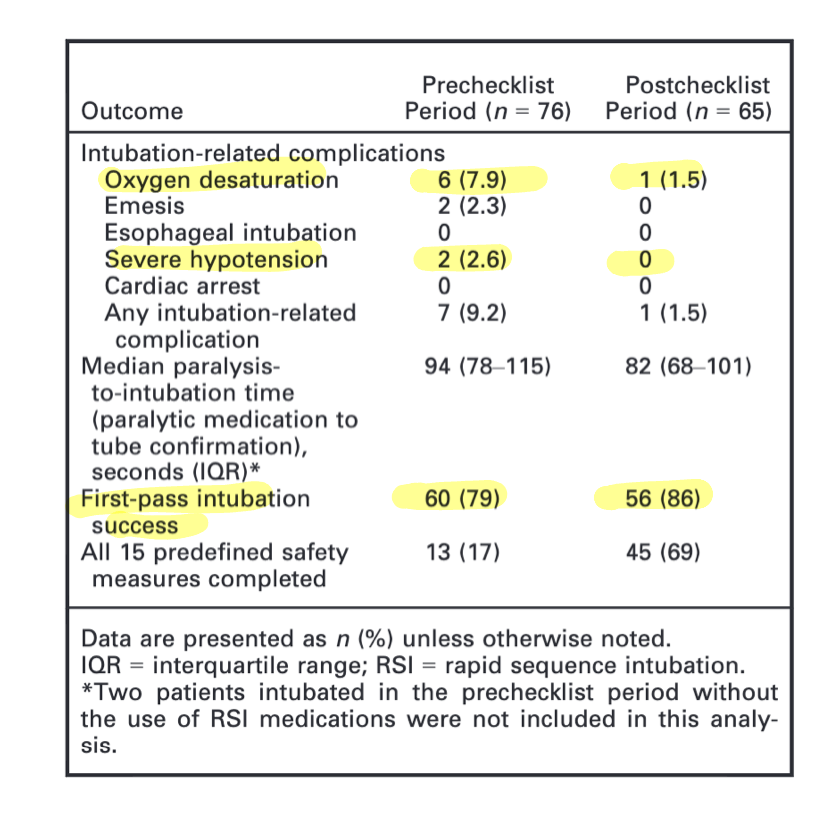 Outcome Prechecklist Period (n = 76) Postchecklist Period (n = 65)
Intubation-related complications
Oxygen desaturation 6 (7.9) 1 (1.5)
Emesis 2 (2.3) 0
Esophageal intubation 0 0
Severe hypotension 2 (2.6) 0
Cardiac arrest 0 0
Any intubation-related 7 (9.2) 1 (1.5)
complication
Median paralysis- 94 (78–115) 82 (68–101)
to-intubation time
(paralytic medication to
tube confirmation),
seconds (IQR)*
First-pass intubation 60 (79) 56 (86)
success
All 15 predefined safety 13 (17) 45 (69)
measures completed
Data are presented as n (%) unless otherwise noted.
IQR = interquartile range; RSI = rapid sequence intubation.
*Two patients intubated in the prechecklist period without
the use of RSI medications were not included in this analy-
sis.